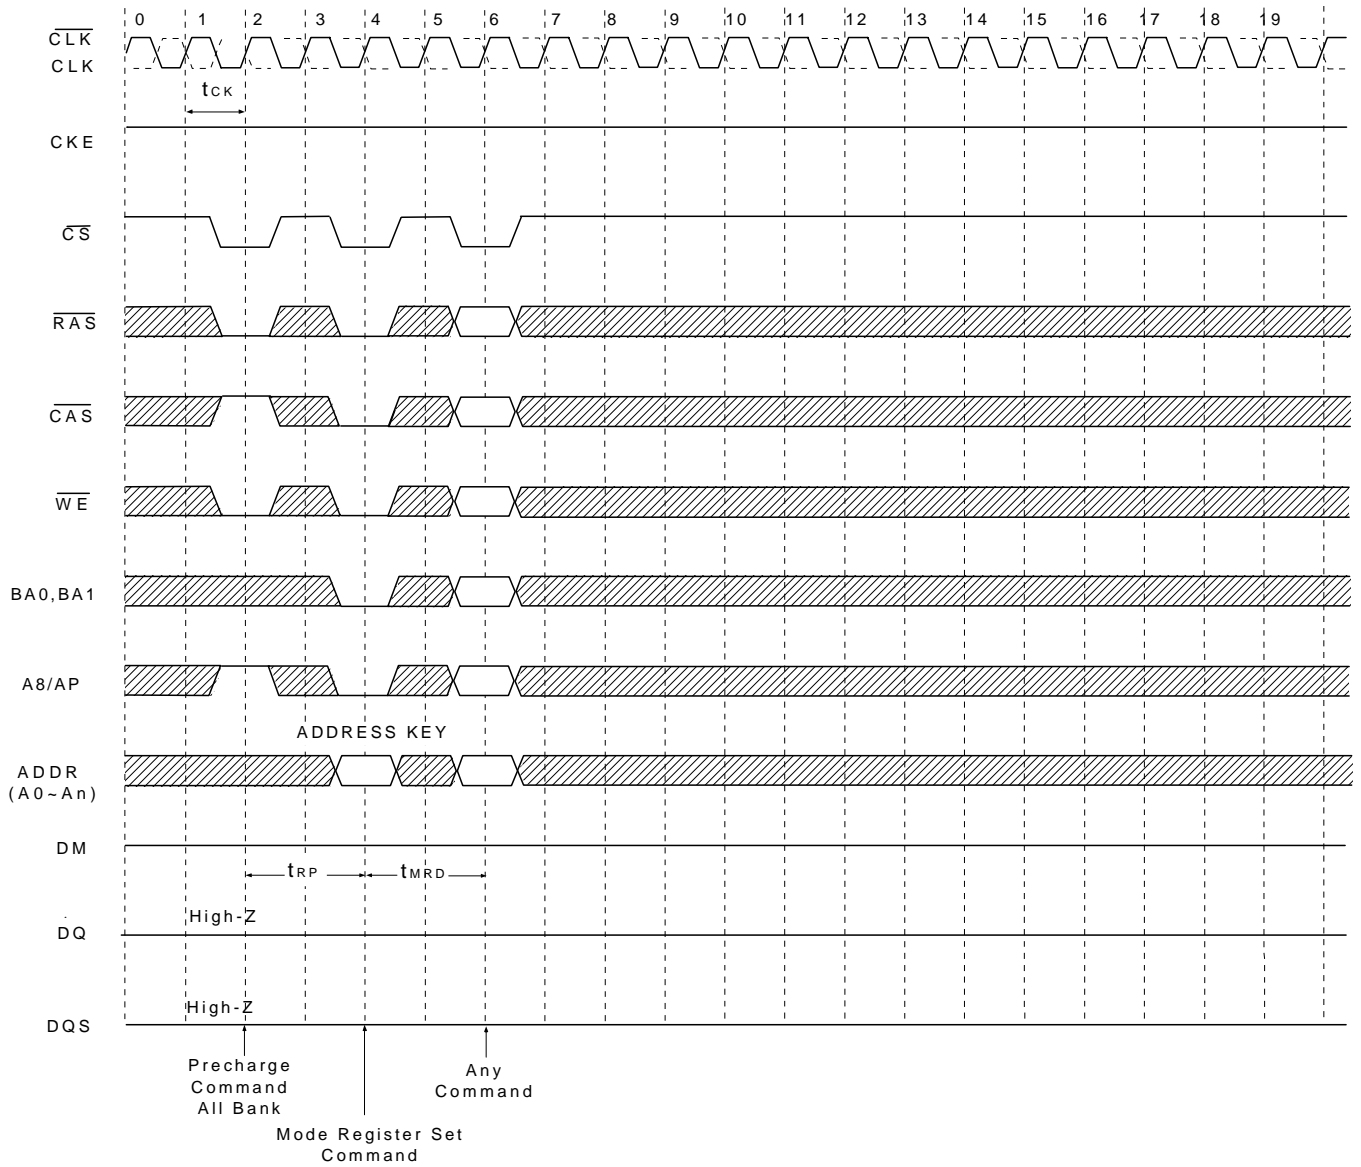 0 1 2 3 4 5 6 7 8 9 10 11 12 13 14 15 16 17 18 19
CLK
CLK
tCK
CKE
CS
RAS
CAS
WE
BA0,BA1
A8/AP
ADDRESS KEY
ADDR
(A0~An)
DM
tRP
tMRD
High-Z
DQ
High-Z
DQS
Precharge
Command
All Bank
Any
Command
Mode Register Set
Command